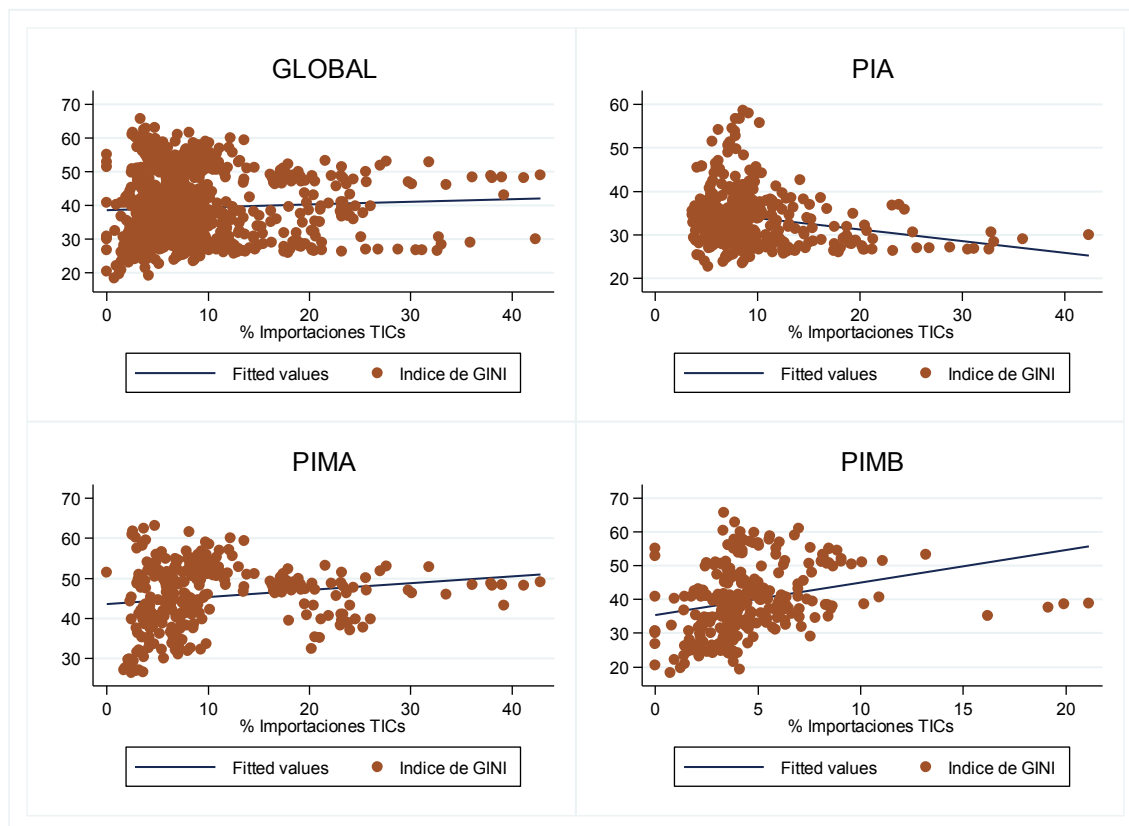 GLOBAL
70
60
50
40
30
20
0 10 20 30 40
% Importaciones TICs
Fitted values Indice de GINI
PIA
60
50
40
30
20
0 10 20 30 40
% Importaciones TICs
Fitted values Indice de GINI
PIMA
70
60
50
40
30
0 10 20 30 40
% Importaciones TICs
Fitted values Indice de GINI
PIMB
70
60
50
40
30
20
0 5 10 15 20
% Importaciones TICs
Fitted values Indice de GINI